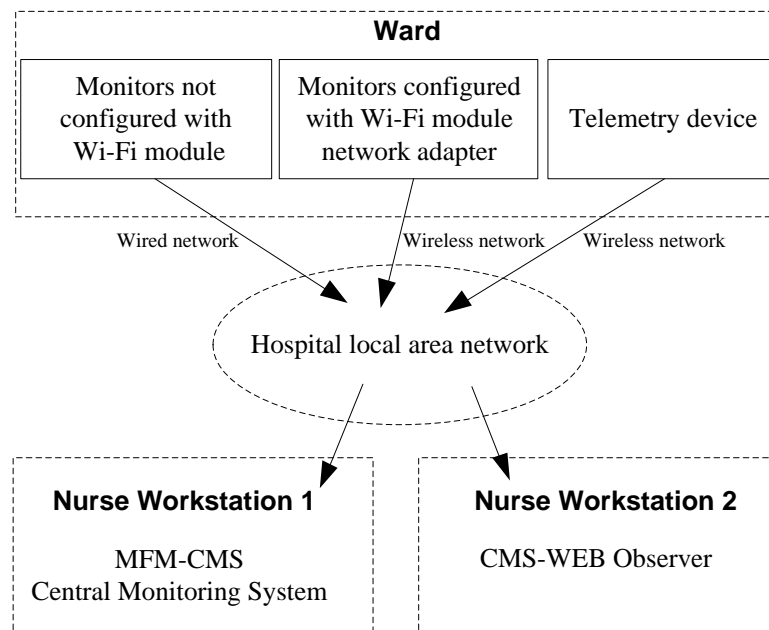 Ward
Monitors not
configured with
Wi-Fi module
Monitors configured
with Wi-Fi module
network adapter
Telemetry device
Wired network
Wireless network
Wireless network
Hospital local area network
Nurse Workstation 1
MFM-CMS
Central Monitoring System
Nurse Workstation 2
CMS-WEB Observer